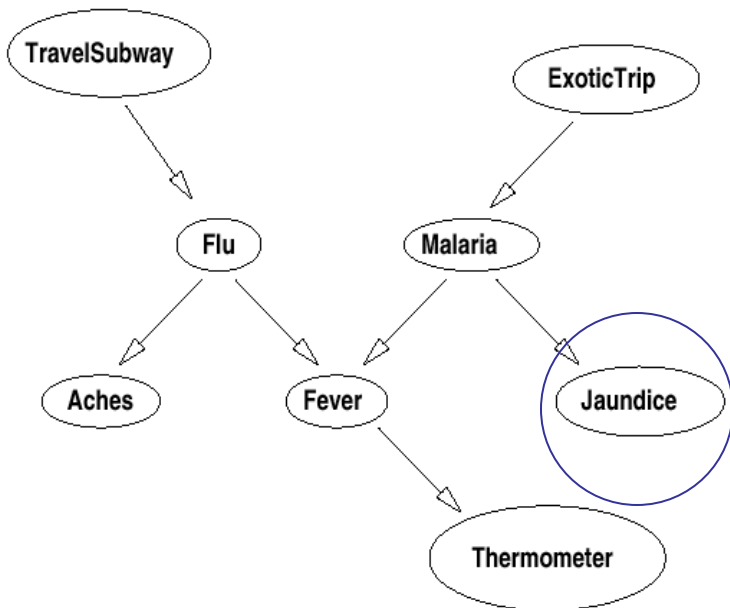 TravelSubway
ExoticTrip
Flu
Malaria
Aches
Fever
Jaundice
Thermometer